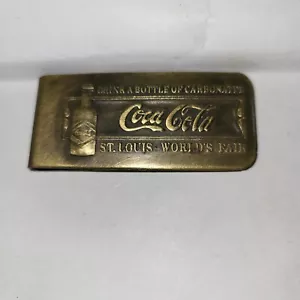 DRINK A BOTTLE OF CARBONATED
Coca-Cola
ST. LOUIS · WORLD'S FAIR